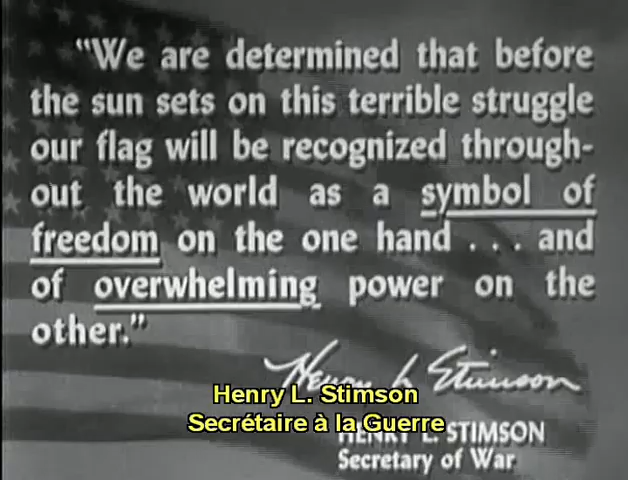 "We are determined that before
the sun sets on this terrible struggle
our flag will be recognized through-
out the world as a symbol of
freedom on the one hand . . . and
of overwhelming power on the
other."
Henry L. Stimson
Henry L. Stimson
Secrétaire à la Guerre
HENRY L. STIMSON
Secretary of War